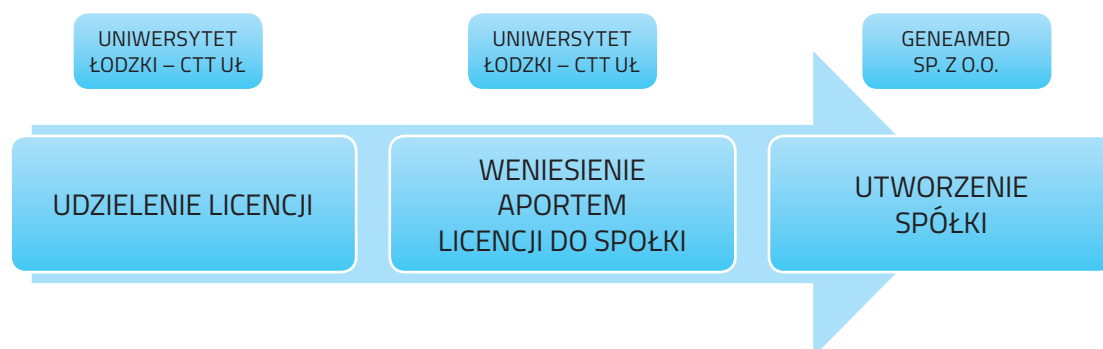 UNIWERSYTET
ŁODZKI – CTT UŁ
UNIWERSYTET
ŁODZKI – CTT UŁ
GENEAMED
SP. Z O.O.
UDZIELENIE LICENCJI
WENIESIENIE
APORTEM
LICENCJI DO SPOŁKI
UTWORZENIE
SPÓŁKI